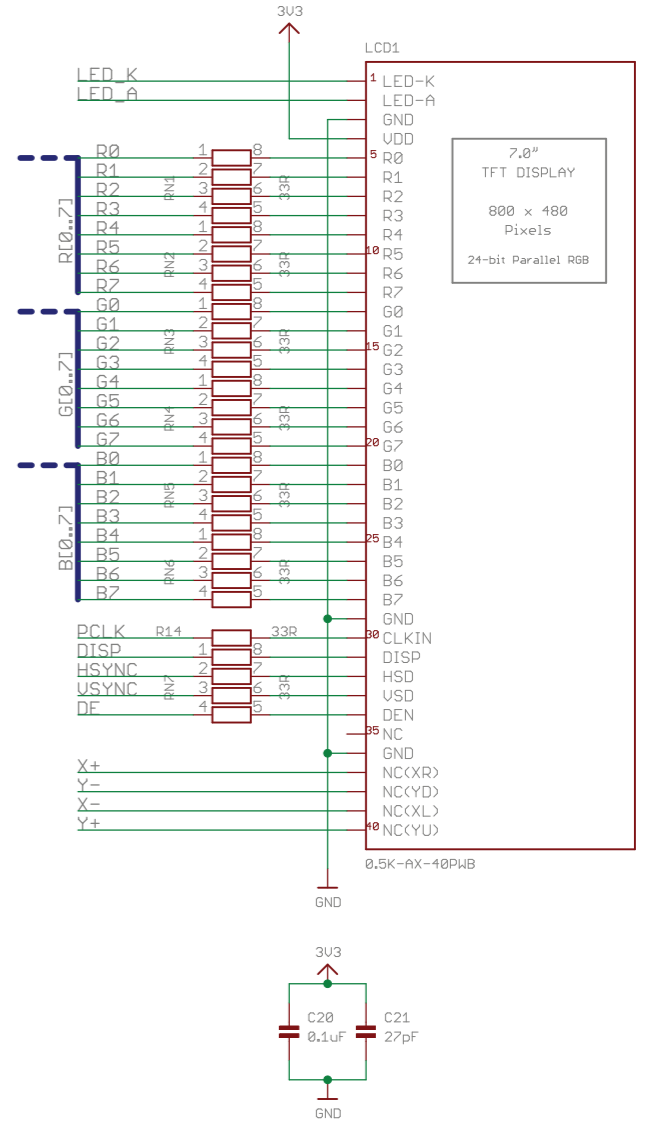 3V3
LCD1
LED_K 1 LED-K
LED_A LED-A
GND
VDD
R0 1 8 5 R0
R1 2 7 R1
R2 3 6 R2
R3 4 5 R3
R4 1 8 R4
R5 2 7 10 R5
R6 3 6 R6
R7 4 5 R7
G0 1 8 G0
G1 2 7 G1
G2 3 6 15 G2
G3 4 5 G3
G4 1 8 G4
G5 2 7 G5
G6 3 6 G6
G7 4 5 20 G7
B0 1 8 B0
B1 2 7 B1
B2 3 6 B2
B3 4 5 B3
B4 1 8 25 B4
B5 2 7 B5
B6 3 6 B6
B7 4 5 B7
GND
PCLK R14 33R 30 CLKIN
DISP 1 8 DISP
HSYNC 2 7 HSD
VSYNC 3 6 VSD
DE 4 5 DEN
35 NC
GND
X+ NC(XR)
Y- NC(YD)
X- NC(XL)
Y+ 40 NC(YU)
R[0..7]
G[0..7]
B[0..7]
RN1 33R
RN2 33R
RN3 33R
RN4 33R
RN5 33R
RN6 33R
RN7 33R
7.0"
TFT DISPLAY
800 x 480
Pixels
24-bit Parallel RGB
0.5K-AX-40PWB
GND
3V3
C20 C21
0.1uF 27pF
GND